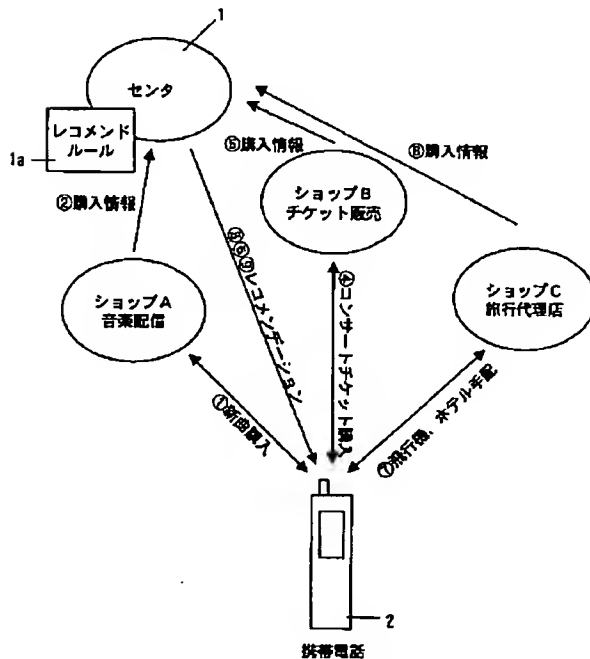 1
センタ
レコメンド
ルール
1a
②購入情報
⑤購入情報
⑧購入情報
ショップB
チケット販売
ショップA
音楽配信
ショップC
旅行代理店
レコメンデーション
①新曲購入
④コンサートチケット購入
⑦飛行機、ホテル手配
2
携帯電話